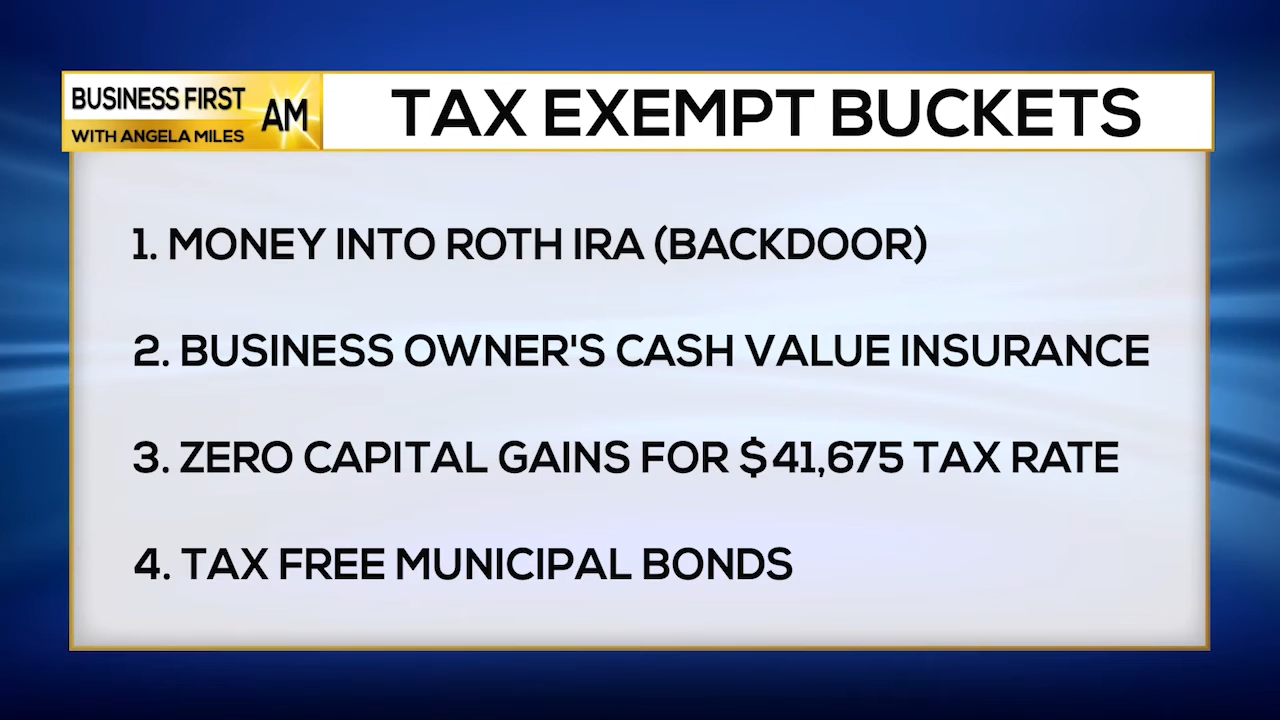 BUSINESS FIRST
AM
WITH ANGELA MILES
TAX EXEMPT BUCKETS
1. MONEY INTO ROTH IRA (BACKDOOR)
2. BUSINESS OWNER'S CASH VALUE INSURANCE
3. ZERO CAPITAL GAINS FOR $41,675 TAX RATE
4. TAX FREE MUNICIPAL BONDS